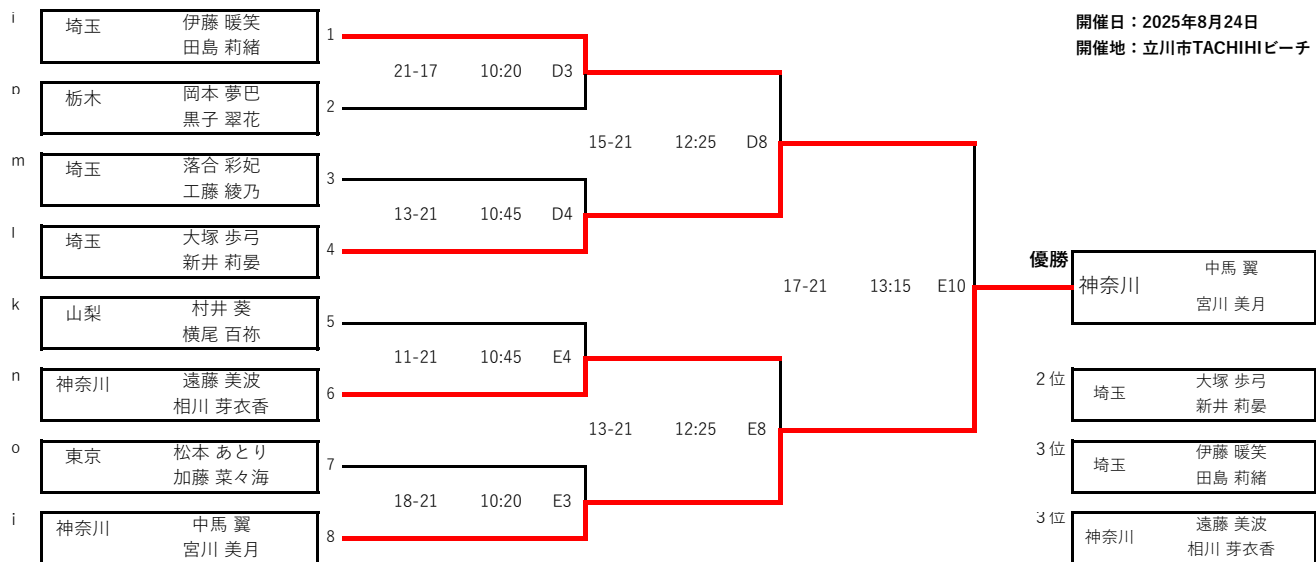 開催日：2025年8月24日
開催地：立川市TACHIHIビーチ
i
埼玉
伊藤 暖笑
田島 莉緒
1
21-17 10:20 D3
p
栃木
岡本 夢巴
黒子 翠花
2
15-21 12:25 D8
m
埼玉
落合 彩妃
工藤 綾乃
3
13-21 10:45 D4
l
埼玉
大塚 歩弓
新井 莉晏
4
17-21 13:15 E10
k
山梨
村井 葵
横尾 百祢
5
11-21 10:45 E4
n
神奈川
遠藤 美波
相川 芽衣香
6
13-21 12:25 E8
o
東京
松本 あとり
加藤 菜々海
7
18-21 10:20 E3
j
神奈川
中馬 翼
宮川 美月
8
優勝
神奈川
中馬 翼
宮川 美月
2位
埼玉
大塚 歩弓
新井 莉晏
3位
埼玉
伊藤 暖笑
田島 莉緒
3位
神奈川
遠藤 美波
相川 芽衣香